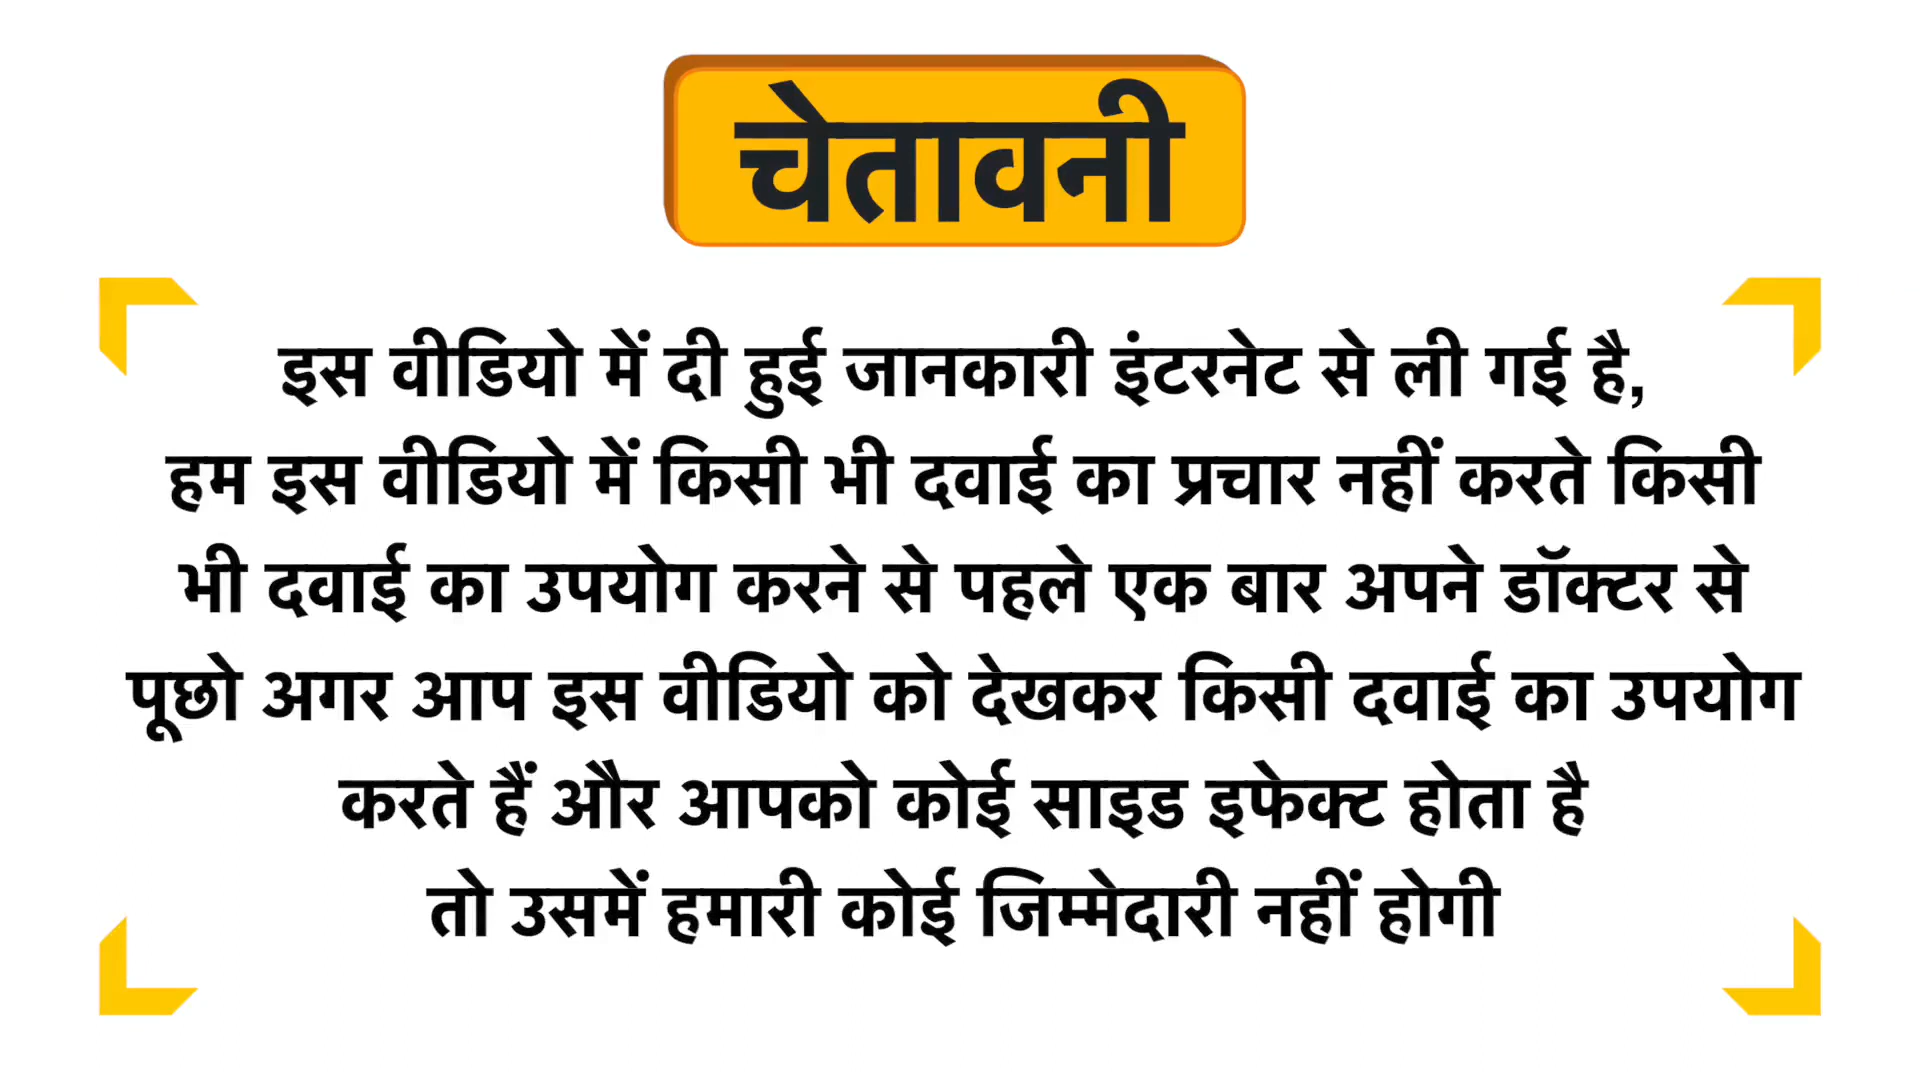 चेतावनी
इस वीडियो में दी हुई जानकारी इंटरनेट से ली गई है,
हम इस वीडियो में किसी भी दवाई का प्रचार नहीं करते किसी
भी दवाई का उपयोग करने से पहले एक बार अपने डॉक्टर से
पूछो अगर आप इस वीडियो को देखकर किसी दवाई का उपयोग
करते हैं और आपको कोई साइड इफेक्ट होता है
तो उसमें हमारी कोई जिम्मेदारी नहीं होगी